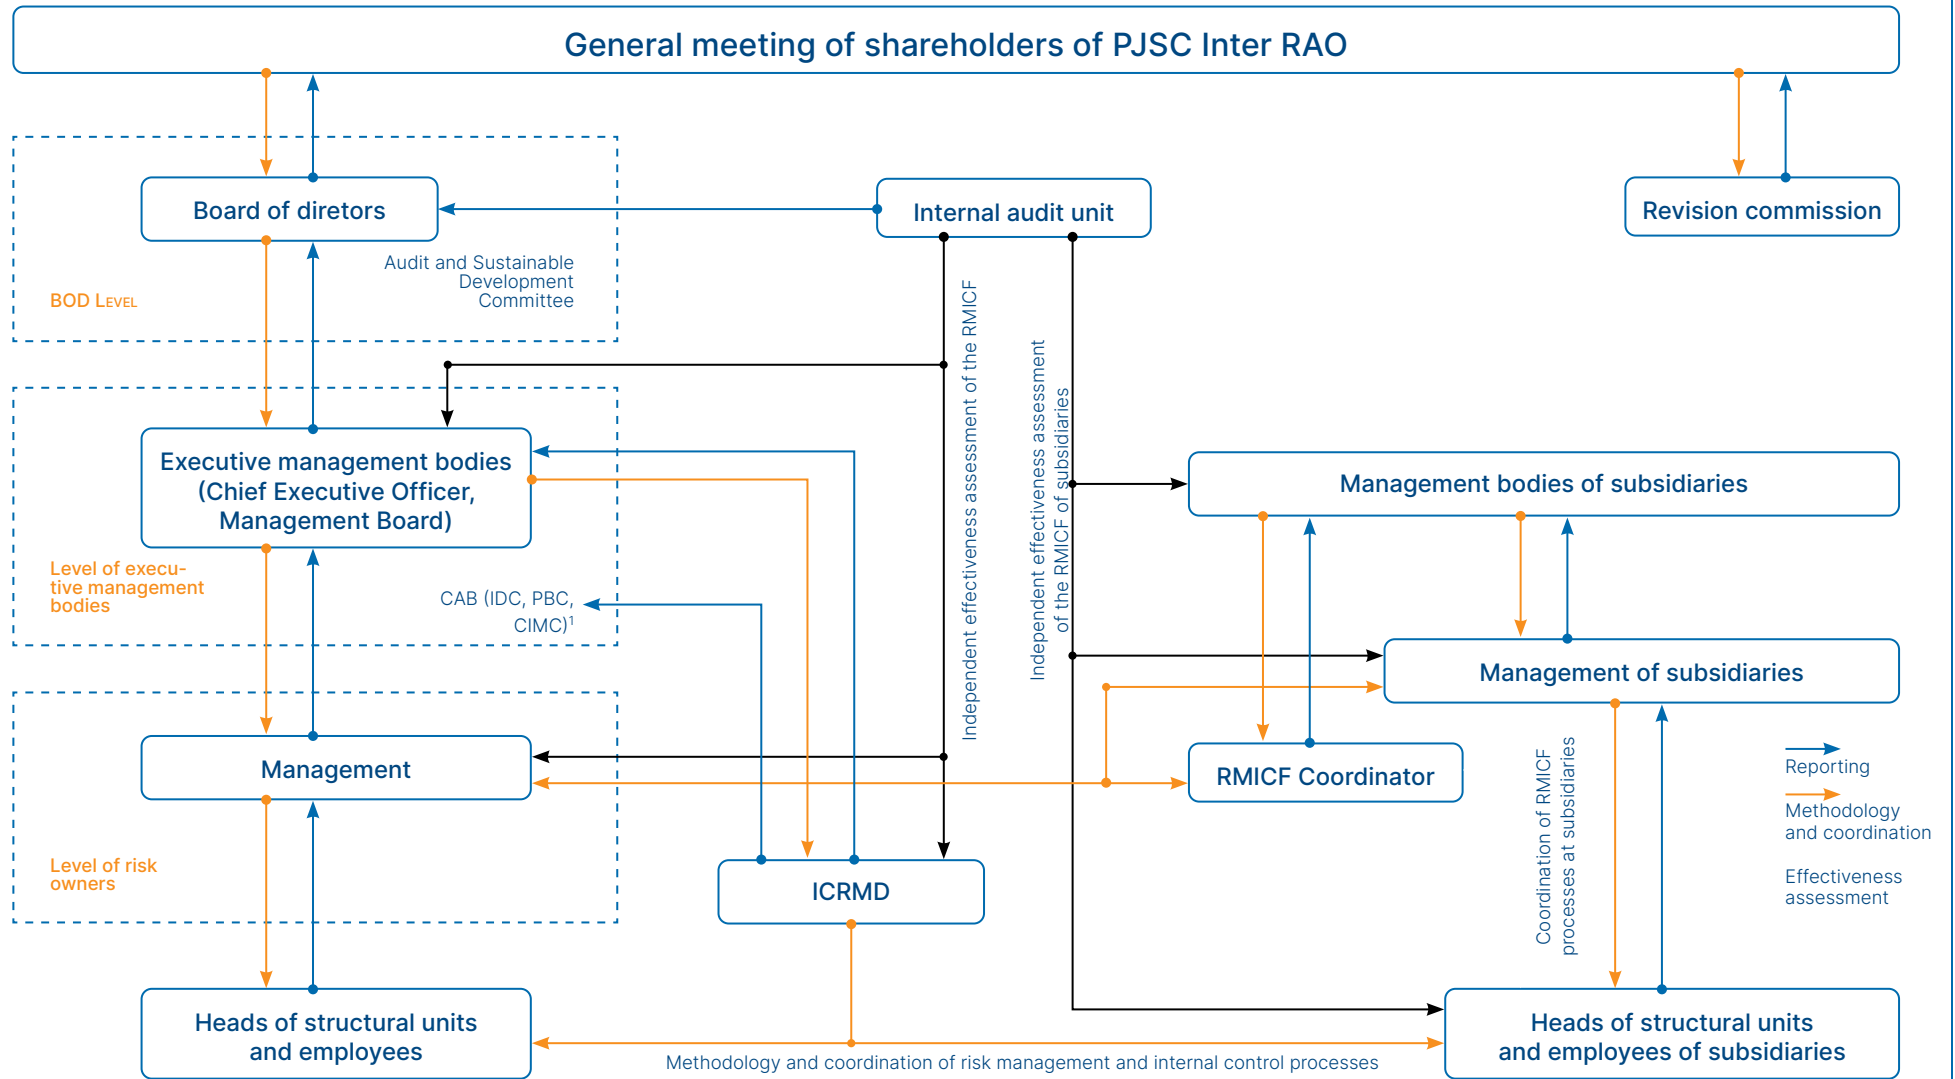 General meeting of shareholders of PJSC Inter RAO
Board of diretors
Internal audit unit
Revision commission
Audit and Sustainable
Development
Committee
BOD Level
Independent effectiveness assessment of the RMICF
Independent effectiveness assessment
of the RMICF of subsidiaries
Executive management bodies
(Chief Executive Officer,
Management Board)
Management bodies of subsidiaries
Level of execu-
tive management
bodies
CAB (IDC, PBC,
CIMC)1
Management of subsidiaries
Management
RMICF Coordinator
Coordination of RMICF
processes at subsidiaries
Reporting
Methodology
and coordination
Effectiveness
assessment
Level of risk
owners
ICRMD
Heads of structural units
and employees
Methodology and coordination of risk management and internal control processes
Heads of structural units
and employees of subsidiaries